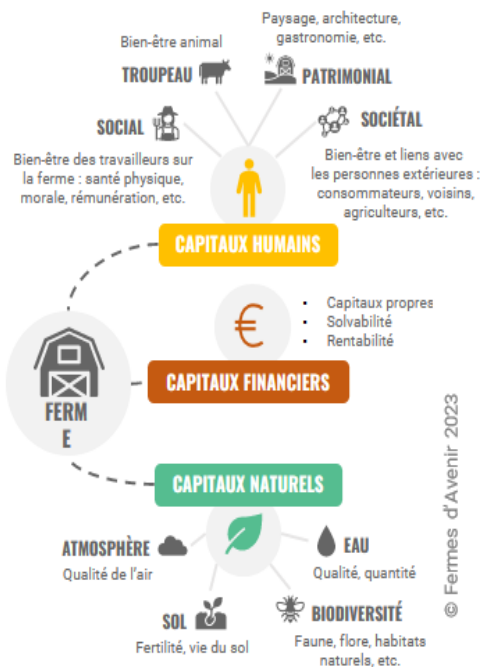 Bien-être animal
TROUPEAU
Paysage, architecture,
gastronomie, etc.
PATRIMONIAL
SOCIAL
Bien-être des travailleurs sur
la ferme : santé physique,
morale, rémunération, etc.
SOCIÉTAL
Bien-être et liens avec
les personnes extérieures :
consommateurs, voisins,
agriculteurs, etc.
CAPITAUX HUMAINS
• Capitaux propres
• Solvabilité
• Rentabilité
CAPITAUX FINANCIERS
FERM
E
CAPITAUX NATURELS
ATMOSPHÈRE
Qualité de l'air
EAU
Qualité, quantité
SOL
Fertilité, vie du sol
BIODIVERSITÉ
Faune, flore, habitats
naturels, etc.
© Fermes d'Avenir 2023